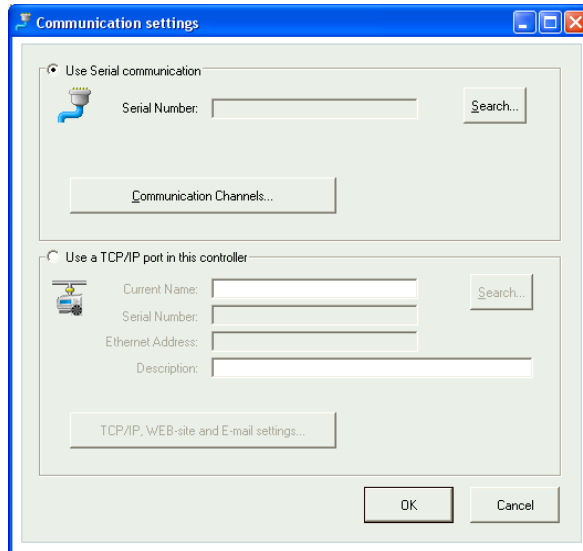 Communication settings
Use Serial communication
Serial Number:
Search...
Communication Channels...
Use a TCP/IP port in this controller
Current Name:
Search...
Serial Number:
Ethernet Address:
Description:
TCP/IP, WEB-site and E-mail settings...
OK
Cancel